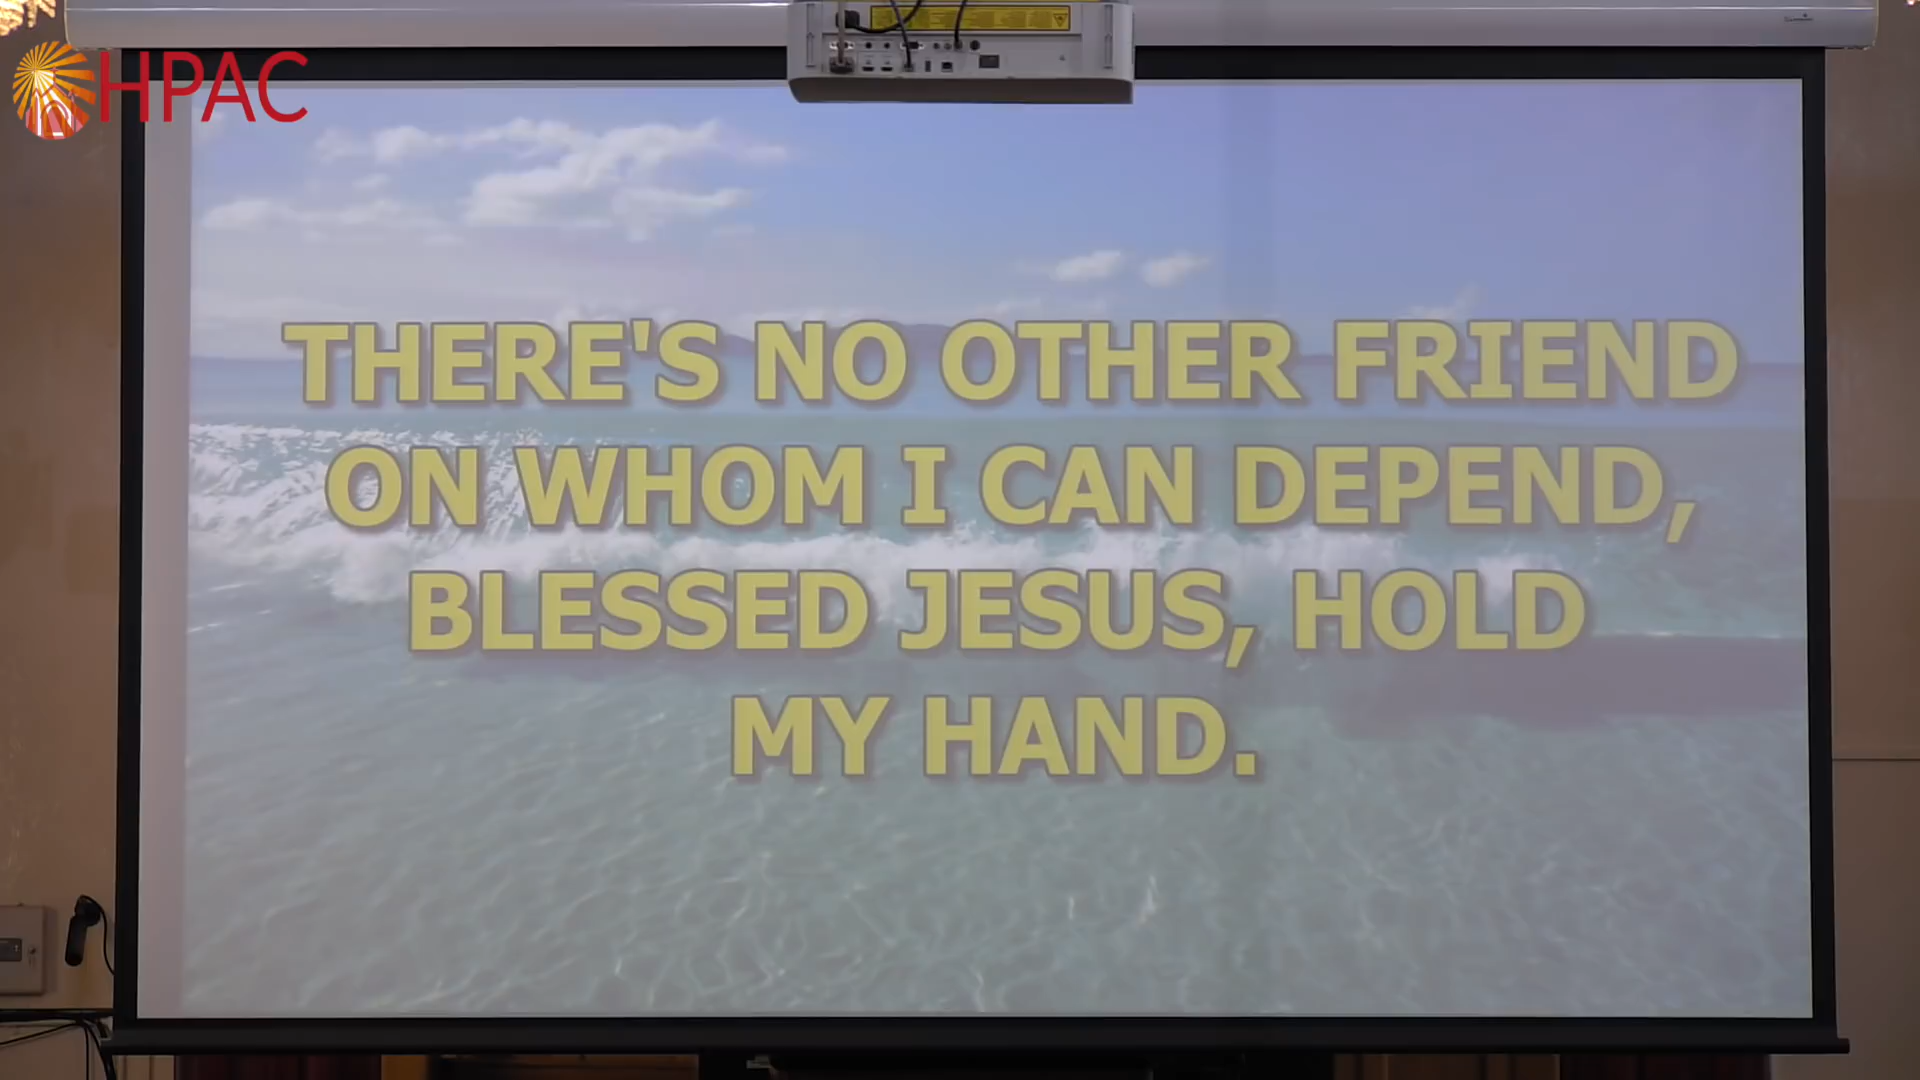 HPAC
THERE'S NO OTHER FRIEND
ON WHOM I CAN DEPEND,
BLESSED JESUS, HOLD
MY HAND.